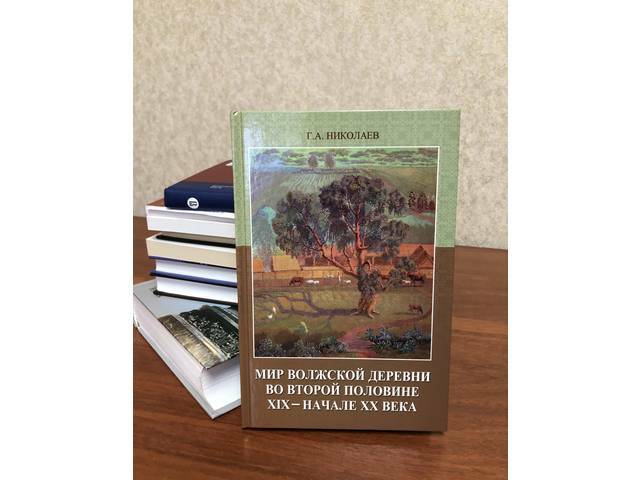 Г.А. НИКОЛАЕВ
МИР ВОЛЖСКОЙ ДЕРЕВНИ
ВО ВТОРОЙ ПОЛОВИНЕ
XIX – НАЧАЛЕ XX ВЕКА